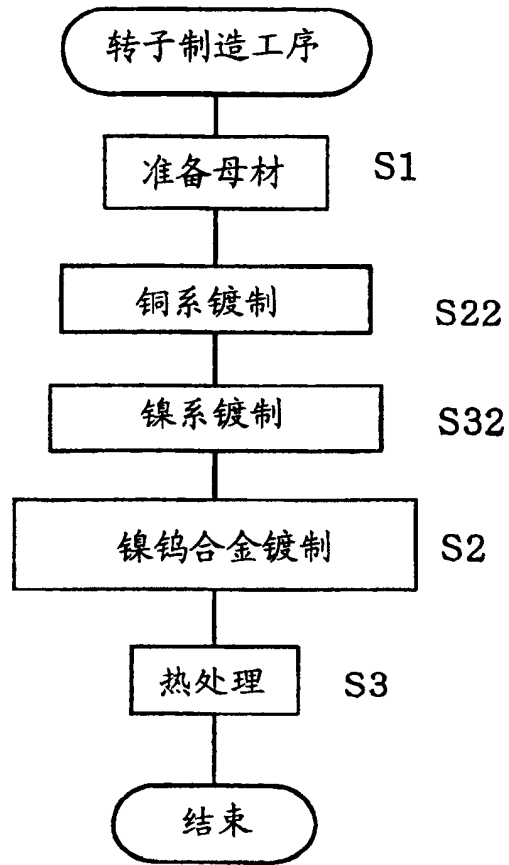 转子制造工序
准备母材 S1
铜系镀制 S22
镍系镀制 S32
镍钨合金镀制 S2
热处理 S3
结束